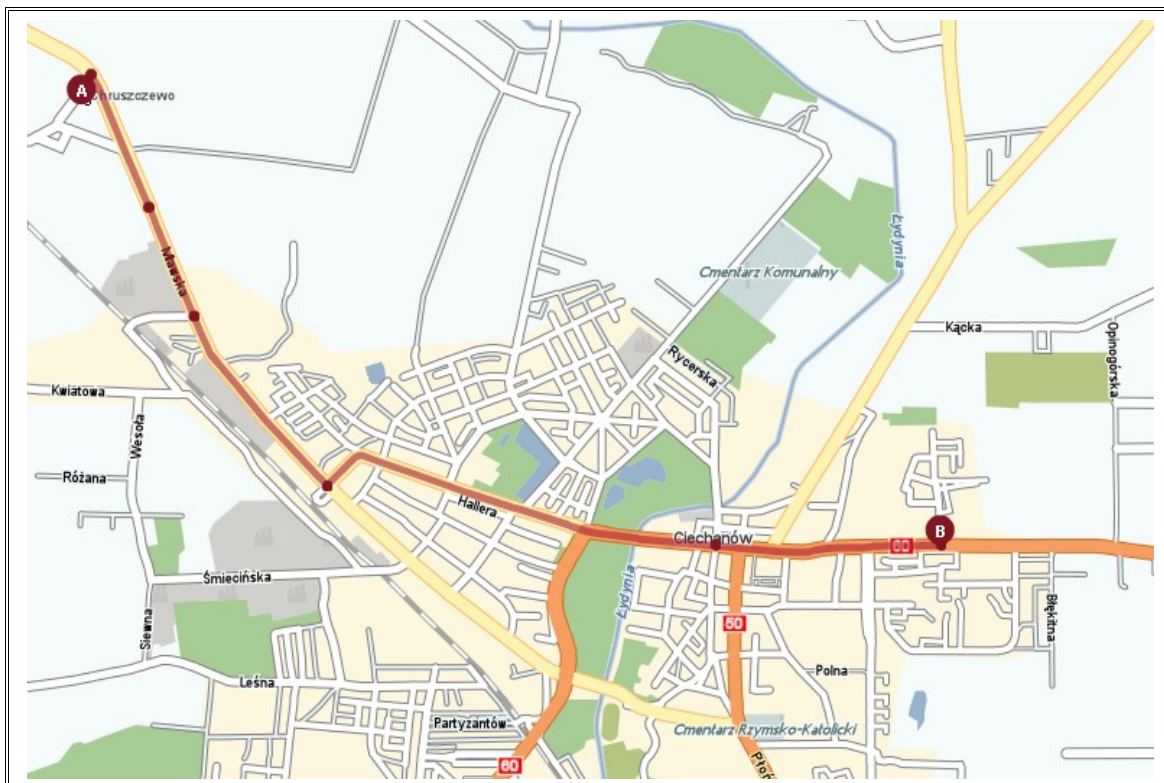 A
Chruszczewo
Mławska
Łydynia
Cmentarz Komunalny
Kącka
Opinogórska
Rycerska
Kwiatowa
Wesoła
Różana
Hallera
Ciechanów
60
B
Śmiecińska
Łydynia
Błękitna
Siewna
50
Polna
Leśna
Partyzantów
Cmentarz Rzymsko-Katolicki
60